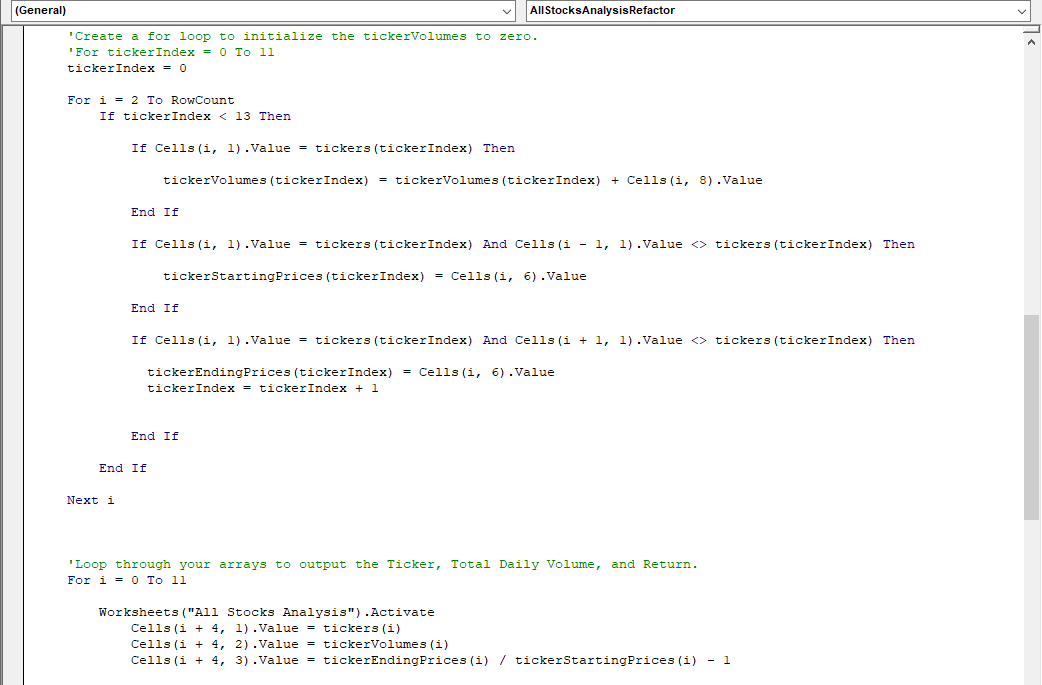 (General) AllStocksAnalysisRefactor
'Create a for loop to initialize the tickerVolumes to zero.
'For tickerIndex = 0 To 11
tickerIndex = 0
For i = 2 To RowCount
If tickerIndex < 13 Then
If Cells(i, 1).Value = tickers(tickerIndex) Then
tickerVolumes(tickerIndex) = tickerVolumes(tickerIndex) + Cells(i, 8).Value
End If
If Cells(i, 1).Value = tickers(tickerIndex) And Cells(i - 1, 1).Value <> tickers(tickerIndex) Then
tickerStartingPrices(tickerIndex) = Cells(i, 6).Value
End If
If Cells(i, 1).Value = tickers(tickerIndex) And Cells(i + 1, 1).Value <> tickers(tickerIndex) Then
tickerEndingPrices(tickerIndex) = Cells(i, 6).Value
tickerIndex = tickerIndex + 1
End If
End If
Next i
'Loop through your arrays to output the Ticker, Total Daily Volume, and Return.
For i = 0 To 11
Worksheets("All Stocks Analysis").Activate
Cells(i + 4, 1).Value = tickers(i)
Cells(i + 4, 2).Value = tickerVolumes(i)
Cells(i + 4, 3).Value = tickerEndingPrices(i) / tickerStartingPrices(i) - 1